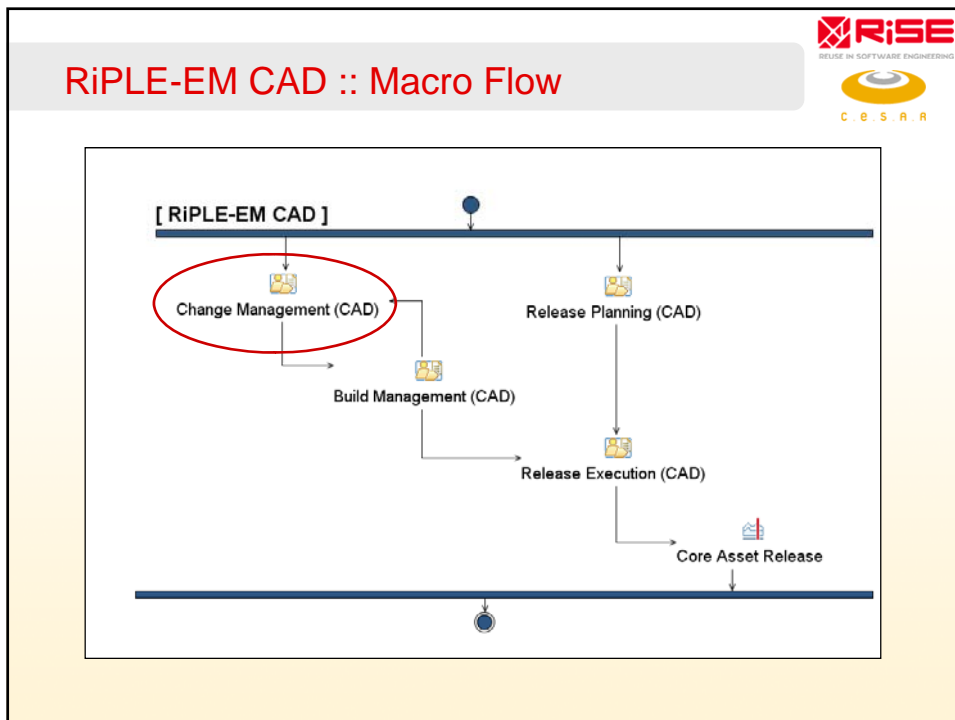 RiSE
REUSE IN SOFTWARE ENGINEERING
RiPLE-EM CAD :: Macro Flow
C.e.S.A.R
[ RiPLE-EM CAD ]
Change Management (CAD)
Release Planning (CAD)
Build Management (CAD)
Release Execution (CAD)
Core Asset Release